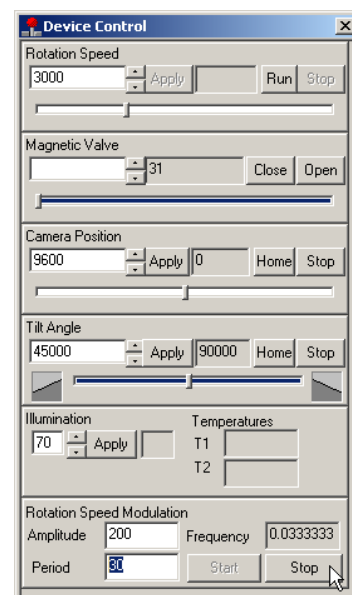 Device Control
Rotation Speed
3000 Apply Run Stop
Magnetic Valve
31 Close Open
Camera Position
9600 Apply 0 Home Stop
Tilt Angle
45000 Apply 90000 Home Stop
Illumination Temperatures
70 Apply T1
T2
Rotation Speed Modulation
Amplitude 200 Frequency 0.0333333
Period 30 Start Stop